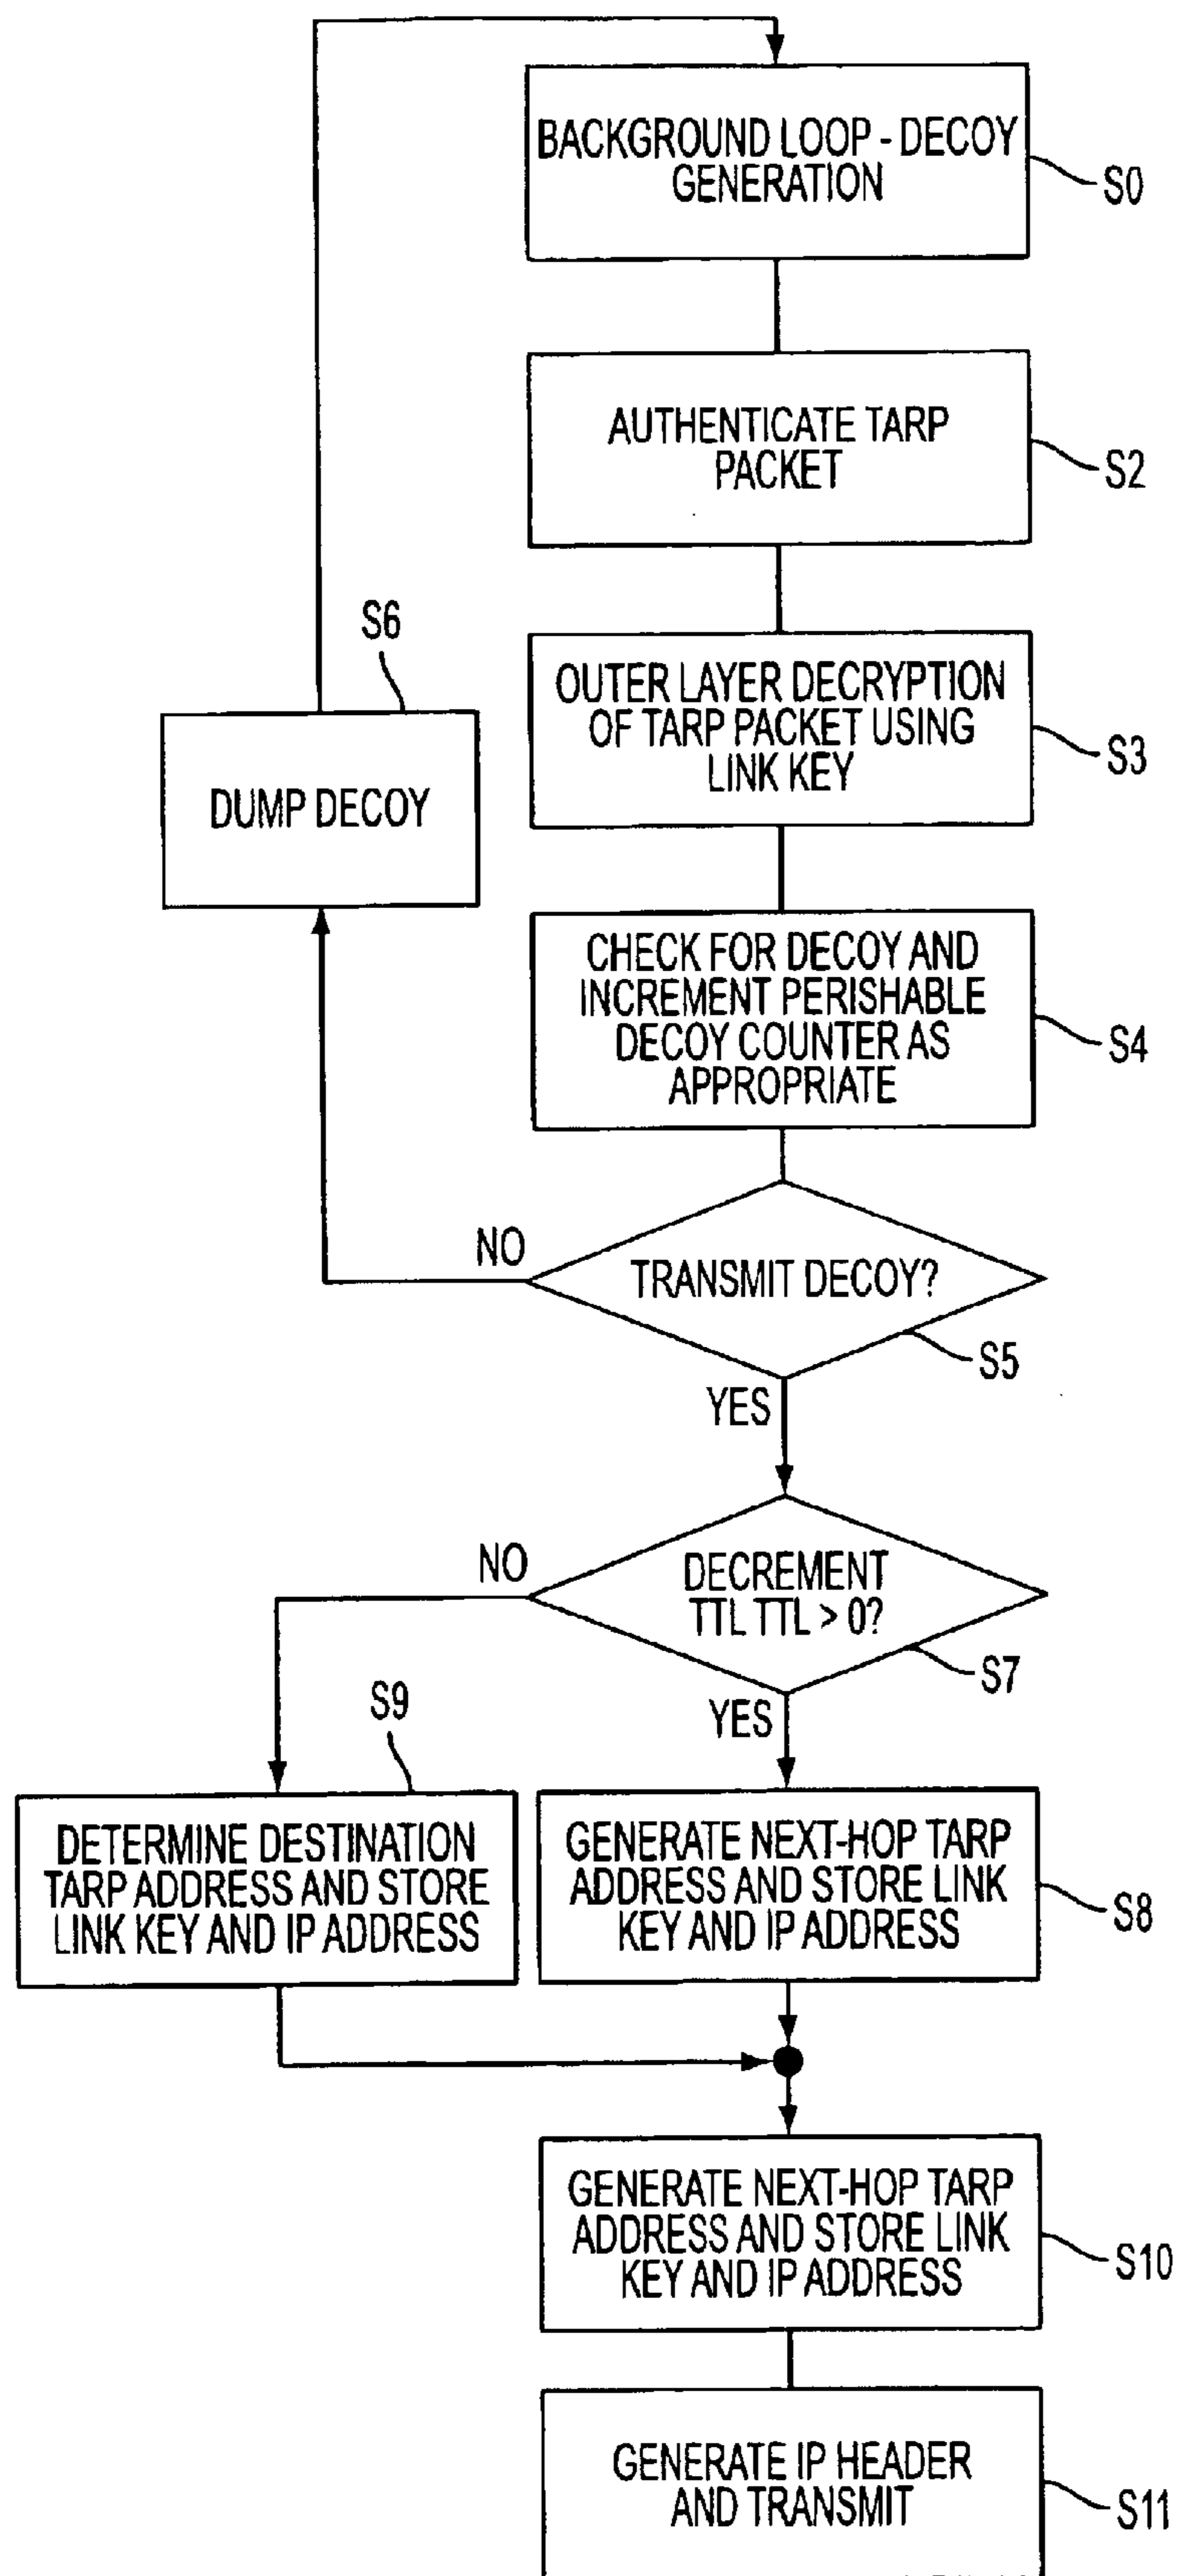 BACKGROUND LOOP - DECOY
GENERATION
S0
AUTHENTICATE TARP
PACKET
S2
OUTER LAYER DECRYPTION
OF TARP PACKET USING
LINK KEY
S3
S6
DUMP DECOY
CHECK FOR DECOY AND
INCREMENT PERISHABLE
DECOY COUNTER AS
APPROPRIATE
S4
NO
TRANSMIT DECOY?
S5
YES
NO
DECREMENT
TTL TTL > 0?
S7
YES
S9
DETERMINE DESTINATION
TARP ADDRESS AND STORE
LINK KEY AND IP ADDRESS
GENERATE NEXT-HOP TARP
ADDRESS AND STORE LINK
KEY AND IP ADDRESS
S8
GENERATE NEXT-HOP TARP
ADDRESS AND STORE LINK
KEY AND IP ADDRESS
S10
GENERATE IP HEADER
AND TRANSMIT
S11